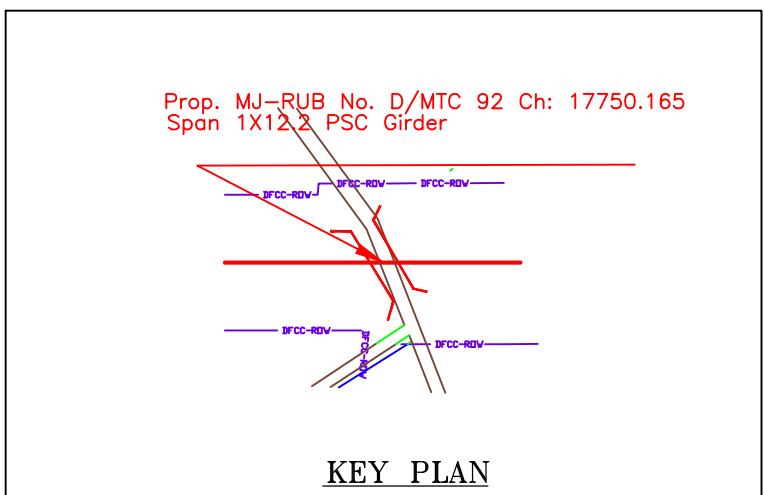 Prop. MJ-RUB No. D/MTC 92 Ch: 17750.165
Span 1X12.2 PSC Girder
DFCC-ROW
DFCC-ROW
DFCC-ROW
DFCC-ROW
DFCC-ROW
DFCC-ROW
KEY PLAN